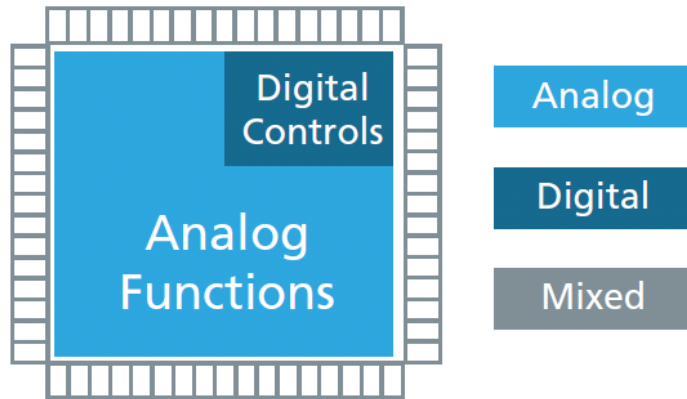 Digital
Controls
Analog
Functions
Analog
Digital
Mixed